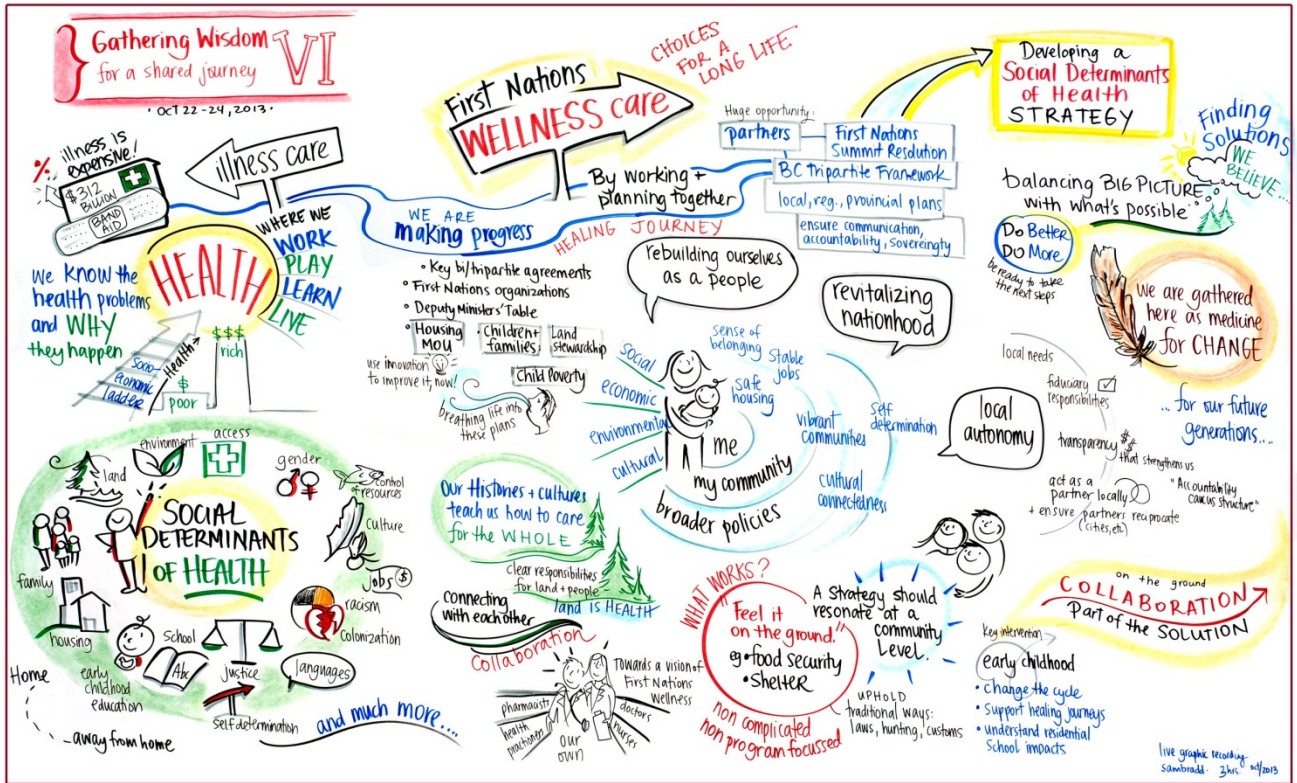 Gathering Wisdom
for a shared journey
VI
· OCT 22-24, 2013 ·
%
illness is
expensive!
$312
BILLION
BAND
AID
illness care
HEALTH
WHERE WE
WORK
PLAY
LEARN
LIVE
we know the
health problems
and WHY
they happen
Socio-
economic
ladder
Health
$
poor
$$$
rich
First Nations
WELLNESS care
CHOICES
FOR A
LONG LIFE
WE ARE
making progress
By working +
planning together
HEALING JOURNEY
Huge opportunity:
partners
First Nations
Summit Resolution
BC Tripartite Framework
local, reg., provincial plans
ensure communication,
accountability, sovereingty
Developing a
Social Determinants
of Health
STRATEGY
Finding
Solutions
WE
BELIEVE...
balancing BIG PICTURE
with what's possible
Do Better
Do More
be ready to take
the next steps
we are gathered
here as medicine
for CHANGE
...for our future
generations....
• Key bi/tripartite agreements
• First Nations organizations
• Deputy Ministers' Table
• Housing
MOU
Children +
families
Land
stewardship
Child Poverty
use innovation
to improve it, now!
breathing life into
these plans
rebuilding ourselves
as a people
revitalizing
nationhood
social
economic
environmental
cultural
me
my community
broader policies
sense of
belonging
Stable
jobs
safe
housing
vibrant
communities
self
determination
cultural
connectedness
local
autonomy
local needs
fiduciary
responsibilities
transparency
$$
that strengthens us
"Accountability
caucus structure"
act as a
partner locally
+ ensure partners reciprocate
(cities, etc)
SOCIAL
DETERMINANTS
OF HEALTH
land
environment
access
gender
control
of resources
culture
Jobs $
racism
colonization
languages
justice
self determination
School
Abc
early
childhood
education
housing
family
Home
...away from home
and much more....
Our Histories + cultures
teach us how to care
for the WHOLE
clear responsibilities
for land + people
land is HEALTH
connecting
with each other
Collaboration
pharmacists
health
practitioners
our
own
nurses
doctors
Towards a vision of
First Nations
Wellness
WHAT WORKS?
"Feel it
on the ground."
eg • food security
• Shelter
non complicated
non program focussed
A strategy should
resonate at a
community
Level.
UPHOLD
traditional ways:
laws, hunting, customs
Key intervention
early childhood
• Change the cycle
• Support healing journeys
• understand residential
School impacts
on the ground
COLLABORATION
Part of the SOLUTION
live graphic recording
sambradd. 3hrs. oct/2013